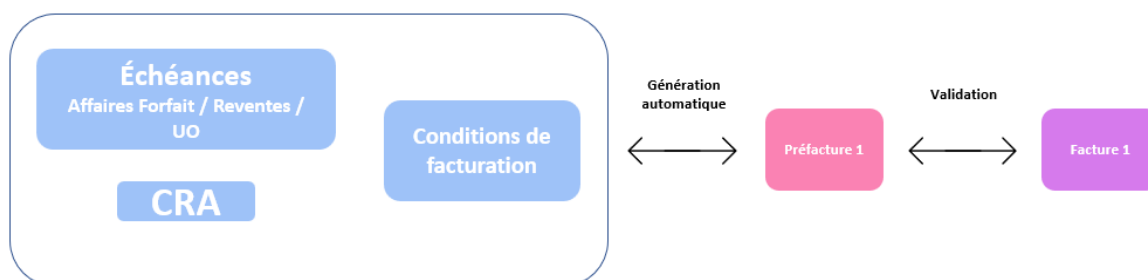 Échéances
Affaires Forfait / Reventes /
UO
CRA
Conditions de
facturation
Génération
automatique
Préfacture 1
Validation
Facture 1